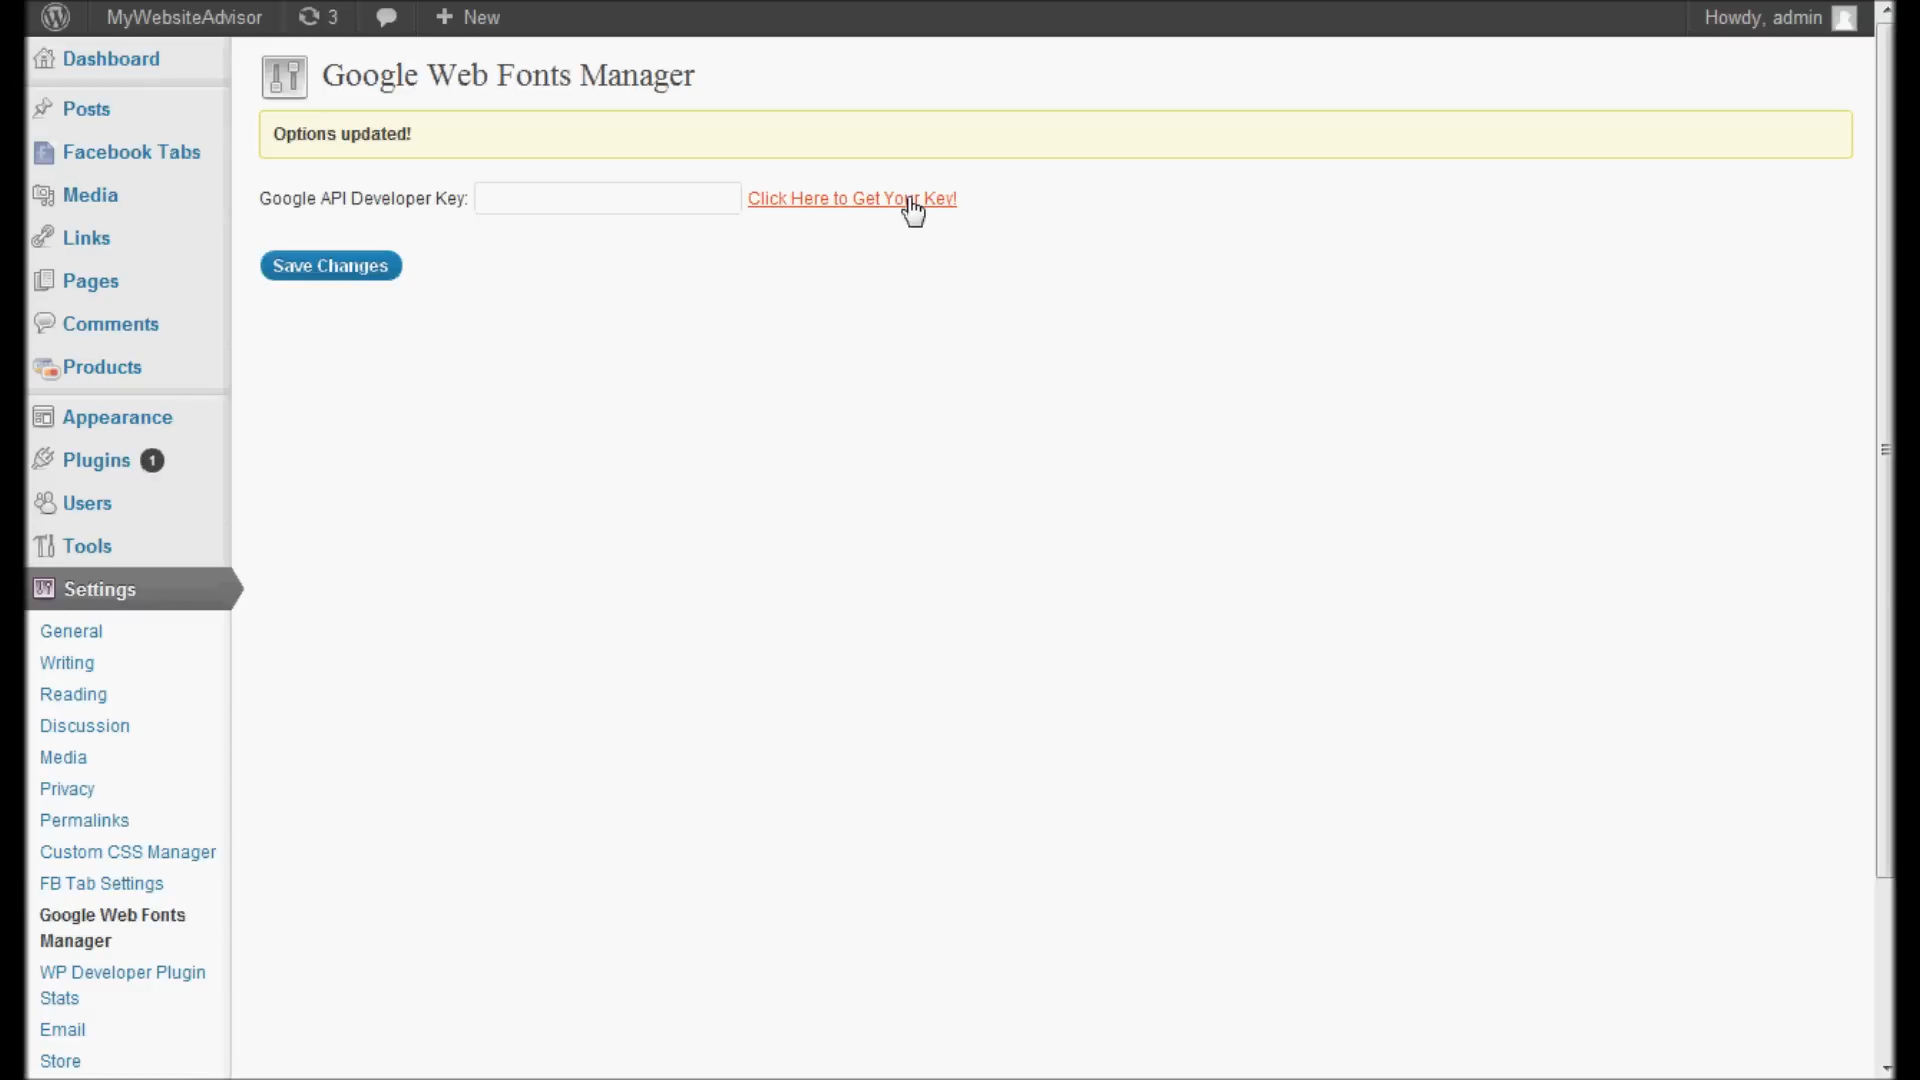 MyWebsiteAdvisor 3 New Howdy, admin
Dashboard
Posts
Facebook Tabs
Media
Links
Pages
Comments
Products
Appearance
Plugins 1
Users
Tools
Settings
General
Writing
Reading
Discussion
Media
Privacy
Permalinks
Custom CSS Manager
FB Tab Settings
Google Web Fonts
Manager
WP Developer Plugin
Stats
Email
Store
Google Web Fonts Manager
Options updated!
Google API Developer Key: Click Here to Get Your Key!
Save Changes